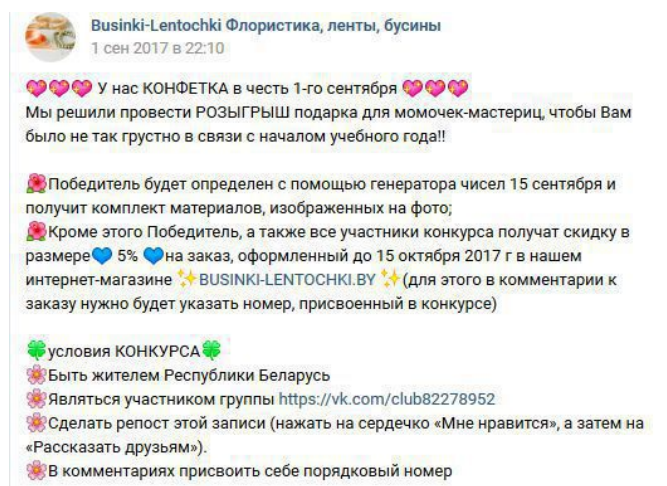 Businki-Lentochki Флористика, ленты, бусины
1 сен 2017 в 22:10
💖💖💖 У нас КОНФЕТКА в честь 1-го сентября 💖💖💖
Мы решили провести РОЗЫГРЫШ подарка для момочек-мастериц, чтобы Вам
было не так грустно в связи с началом учебного года!!
🌺Победитель будет определен с помощью генератора чисел 15 сентября и
получит комплект материалов, изображенных на фото;
🌺Кроме этого Победитель, а также все участники конкурса получат скидку в
размере💙 5% 💙на заказ, оформленный до 15 октября 2017 г в нашем
интернет-магазине ✨BUSINKI-LENTOCHKI.BY ✨(для этого в комментарии к
заказу нужно будет указать номер, присвоенный в конкурсе)
🍀условия КОНКУРСА🍀
🌸Быть жителем Республики Беларусь
🌸Являться участником группы https://vk.com/club82278952
🌸Сделать репост этой записи (нажать на сердечко «Мне нравится», а затем на
«Рассказать друзьям»).
🌸В комментариях присвоить себе порядковый номер